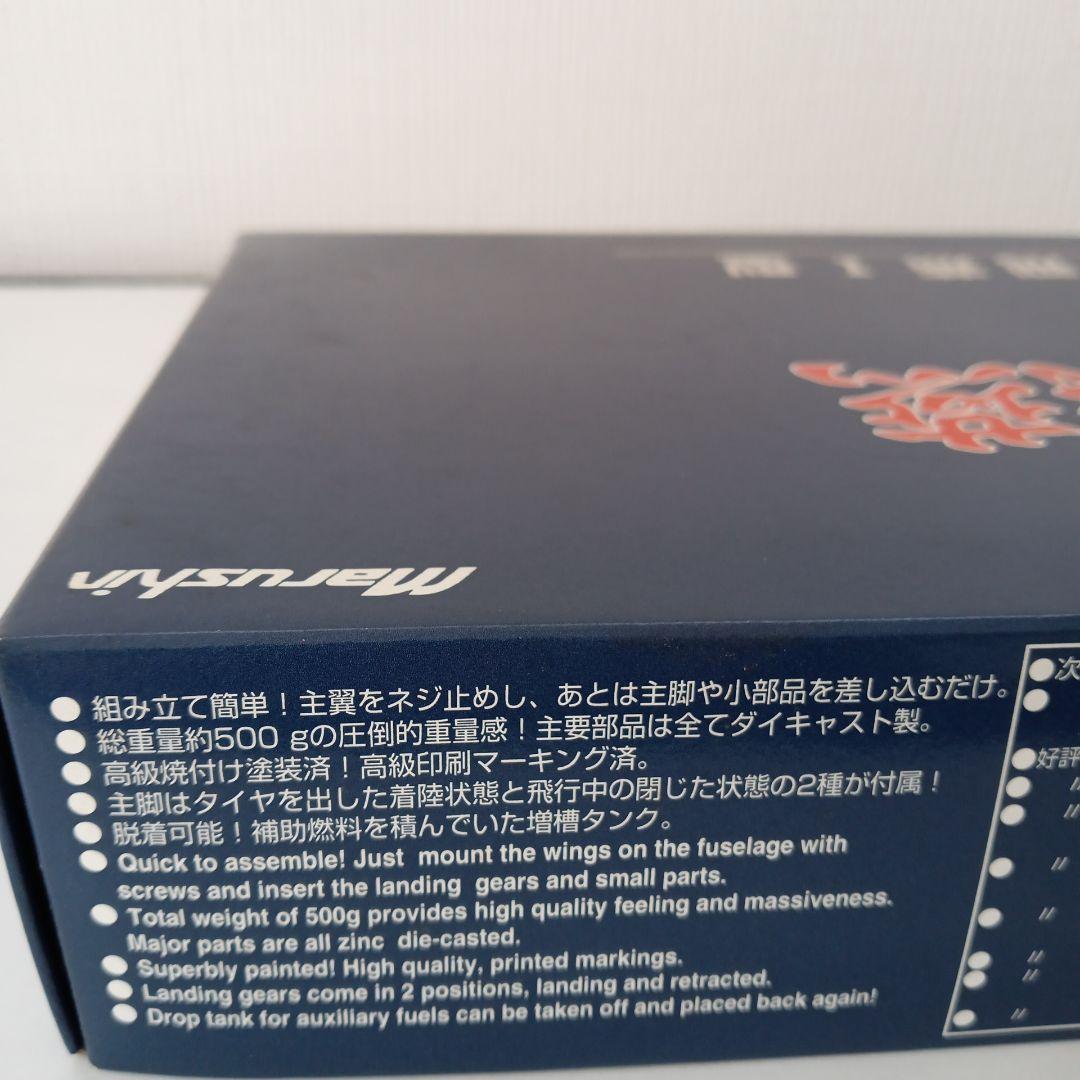 Marushin
● 組み立て簡単！主翼をネジ止めし、あとは主脚や小部品を差し込むだけ。
● 総重量約500 gの圧倒的重量感！主要部品は全てダイキャスト製。
● 高級焼付け塗装済！高級印刷マーキング済。
● 主脚はタイヤを出した着陸状態と飛行中の閉じた状態の2種が付属！
● 脱着可能！補助燃料を積んでいた増槽タンク。
● Quick to assemble! Just mount the wings on the fuselage with
screws and insert the landing gears and small parts.
● Total weight of 500g provides high quality feeling and massiveness.
Major parts are all zinc die-casted.
● Superbly painted! High quality, printed markings.
● Landing gears come in 2 positions, landing and retracted.
● Drop tank for auxiliary fuels can be taken off and placed back again!
●次
●
●好評
● 〃
● 〃
● 〃
● 〃
● 〃
● 〃
● 〃